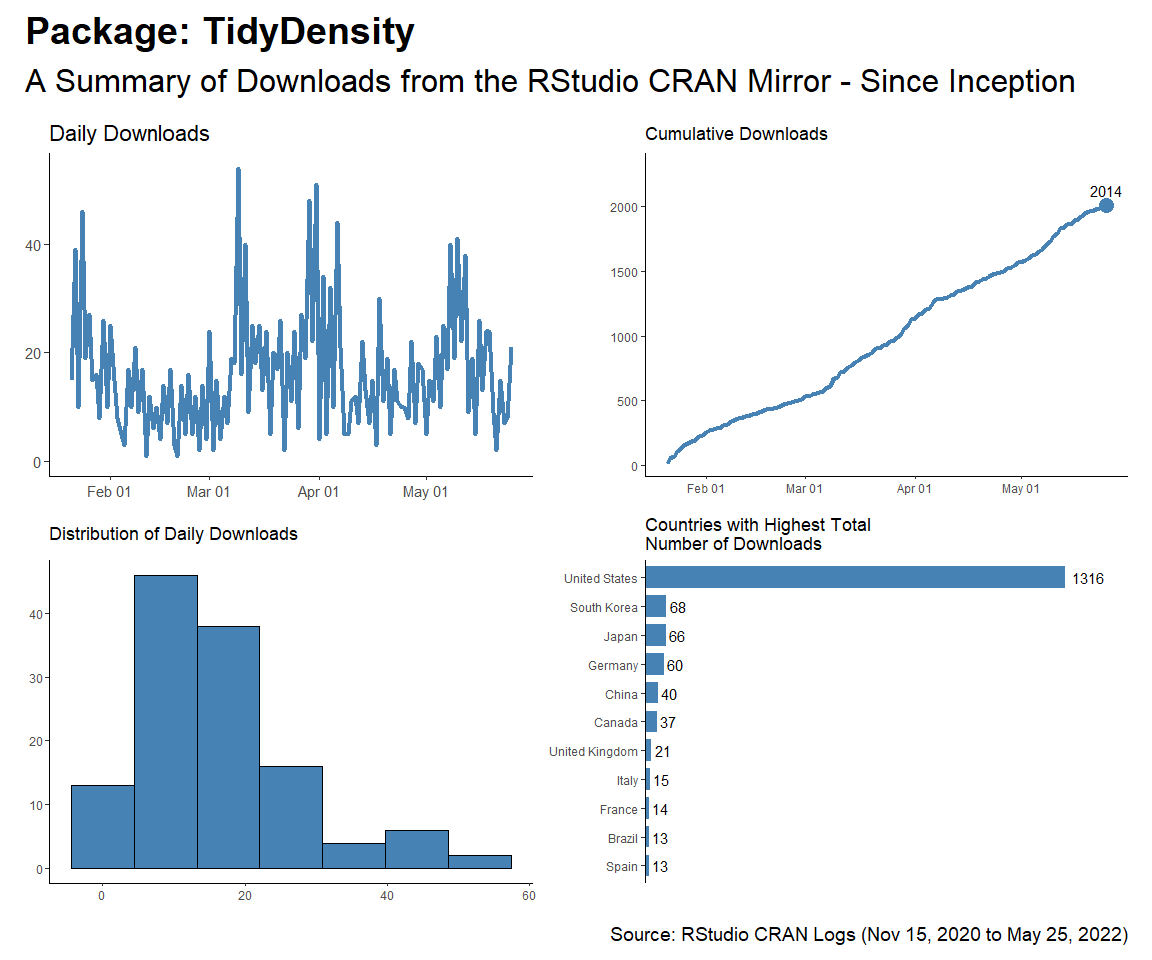 Package: TidyDensity
A Summary of Downloads from the RStudio CRAN Mirror - Since Inception
Daily Downloads
40
20
0
Feb 01 Mar 01 Apr 01 May 01
Cumulative Downloads
2014
2000
1500
1000
500
0
Feb 01 Mar 01 Apr 01 May 01
Distribution of Daily Downloads
40
30
20
10
0
0 20 40 60
Countries with Highest Total
Number of Downloads
United States 1316
South Korea 68
Japan 66
Germany 60
China 40
Canada 37
United Kingdom 21
Italy 15
France 14
Brazil 13
Spain 13
Source: RStudio CRAN Logs (Nov 15, 2020 to May 25, 2022)